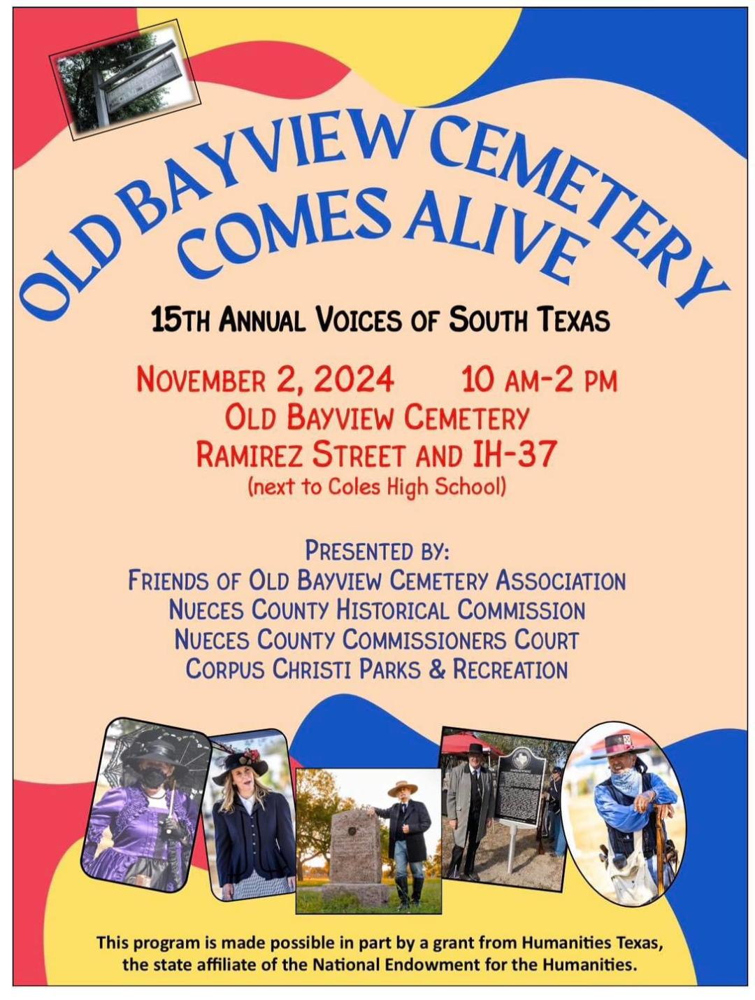 OLD BAYVIEW CEMETERY
COMES ALIVE
15TH ANNUAL VOICES OF SOUTH TEXAS
NOVEMBER 2, 2024 10 AM-2 PM
OLD BAYVIEW CEMETERY
RAMIREZ STREET AND IH-37
(next to Coles High School)
PRESENTED BY:
FRIENDS OF OLD BAYVIEW CEMETERY ASSOCIATION
NUECES COUNTY HISTORICAL COMMISSION
NUECES COUNTY COMMISSIONERS COURT
CORPUS CHRISTI PARKS & RECREATION
This program is made possible in part by a grant from Humanities Texas,
the state affiliate of the National Endowment for the Humanities.